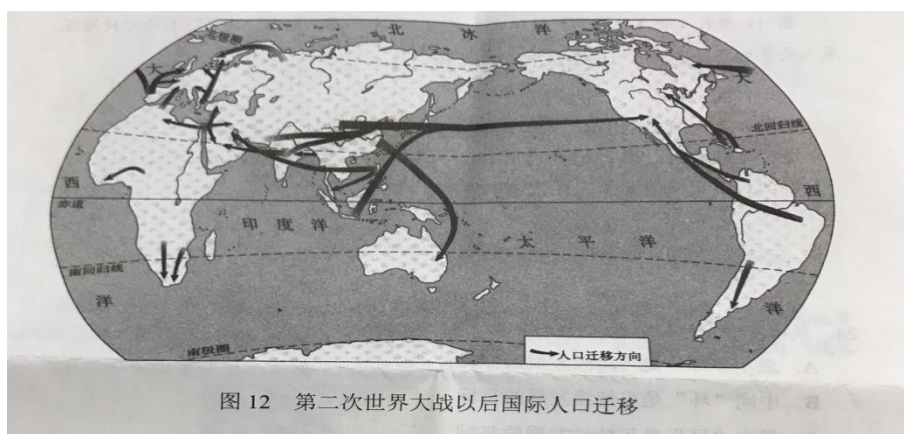 北 冰 洋
北极圈
大
大
北回归线
西
西
赤道
印 度 洋
太 平 洋
南回归线
洋
洋
南极圈
人口迁移方向
图 12 第二次世界大战以后国际人口迁移